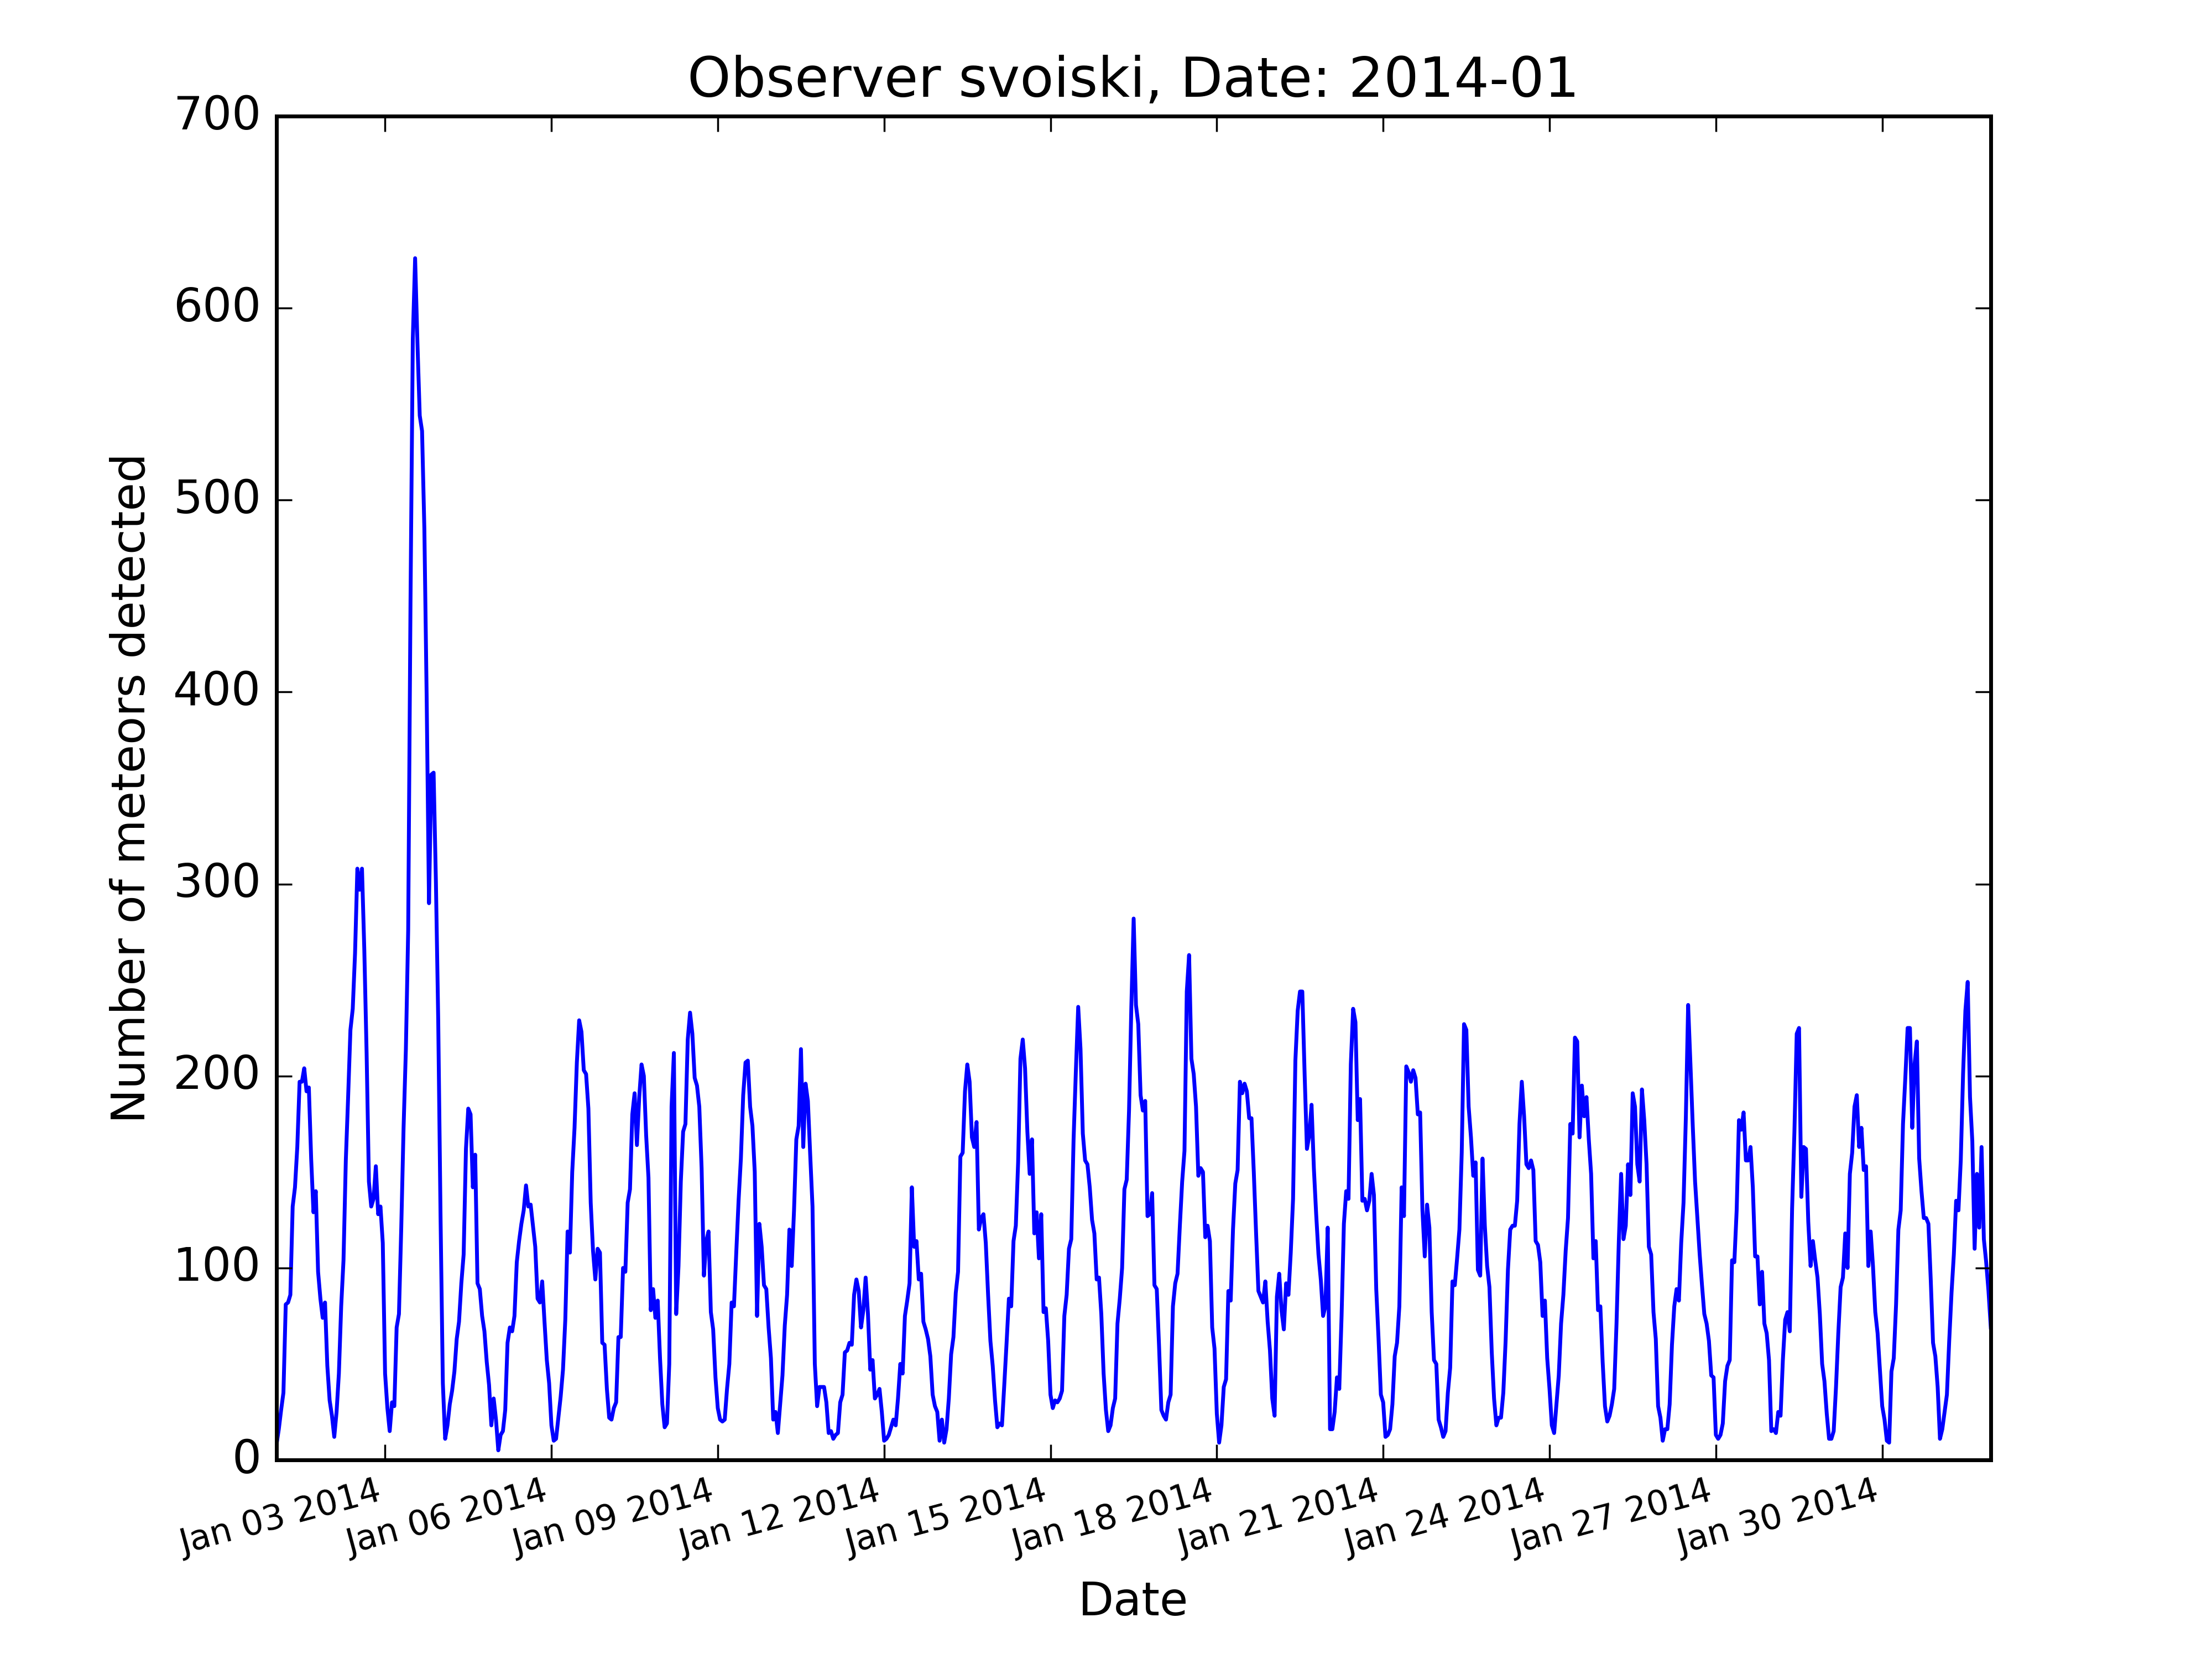 Observer svoiski, Date: 2014-01
700
600
500
400
300
200
100
0
Number of meteors detected
Jan 03 2014
Jan 06 2014
Jan 09 2014
Jan 12 2014
Jan 15 2014
Jan 18 2014
Jan 21 2014
Jan 24 2014
Jan 27 2014
Jan 30 2014
Date